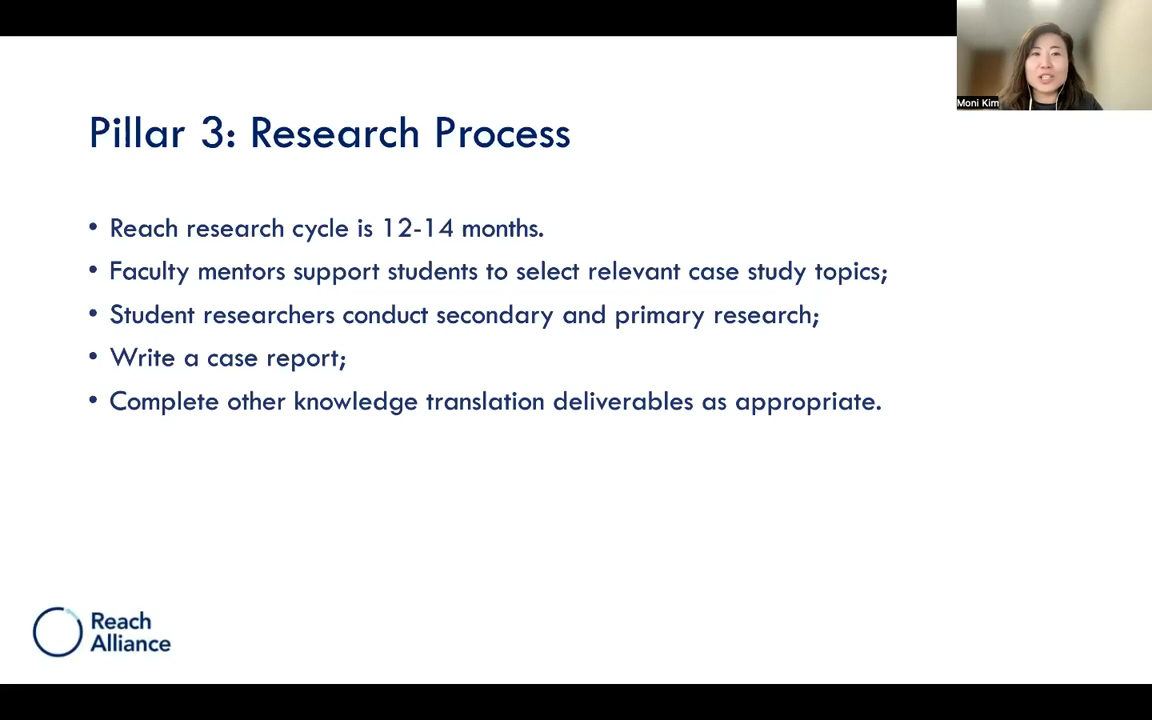 Moni Kim
Pillar 3: Research Process
• Reach research cycle is 12-14 months.
• Faculty mentors support students to select relevant case study topics;
• Student researchers conduct secondary and primary research;
• Write a case report;
• Complete other knowledge translation deliverables as appropriate.
Reach
Alliance